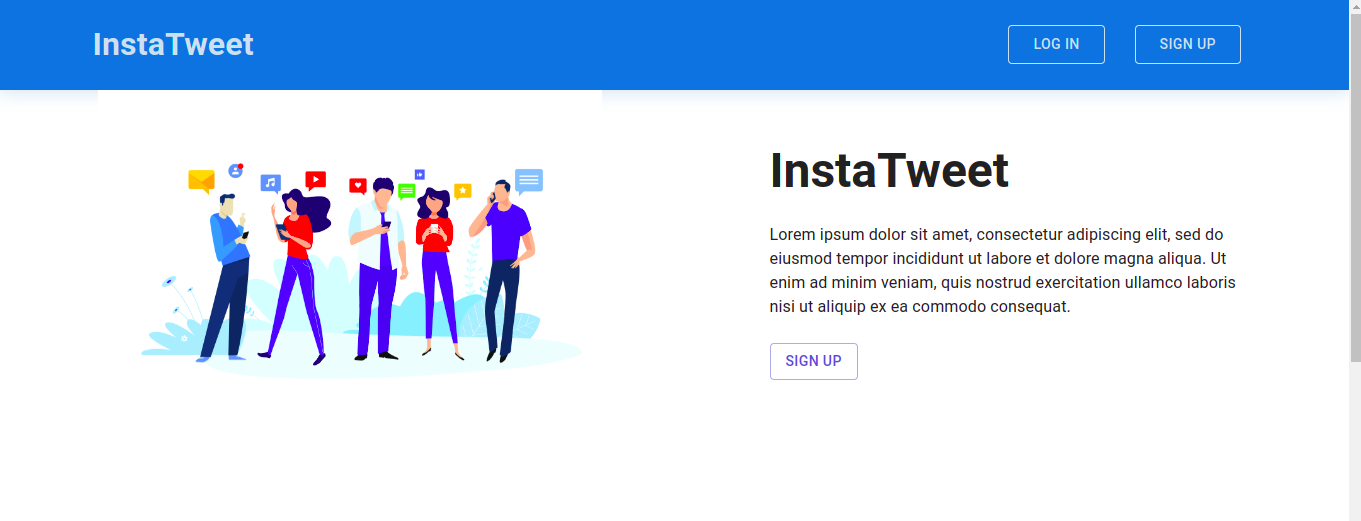 InstaTweet
LOG IN
SIGN UP
InstaTweet
Lorem ipsum dolor sit amet, consectetur adipiscing elit, sed do
eiusmod tempor incididunt ut labore et dolore magna aliqua. Ut
enim ad minim veniam, quis nostrud exercitation ullamco laboris
nisi ut aliquip ex ea commodo consequat.
SIGN UP